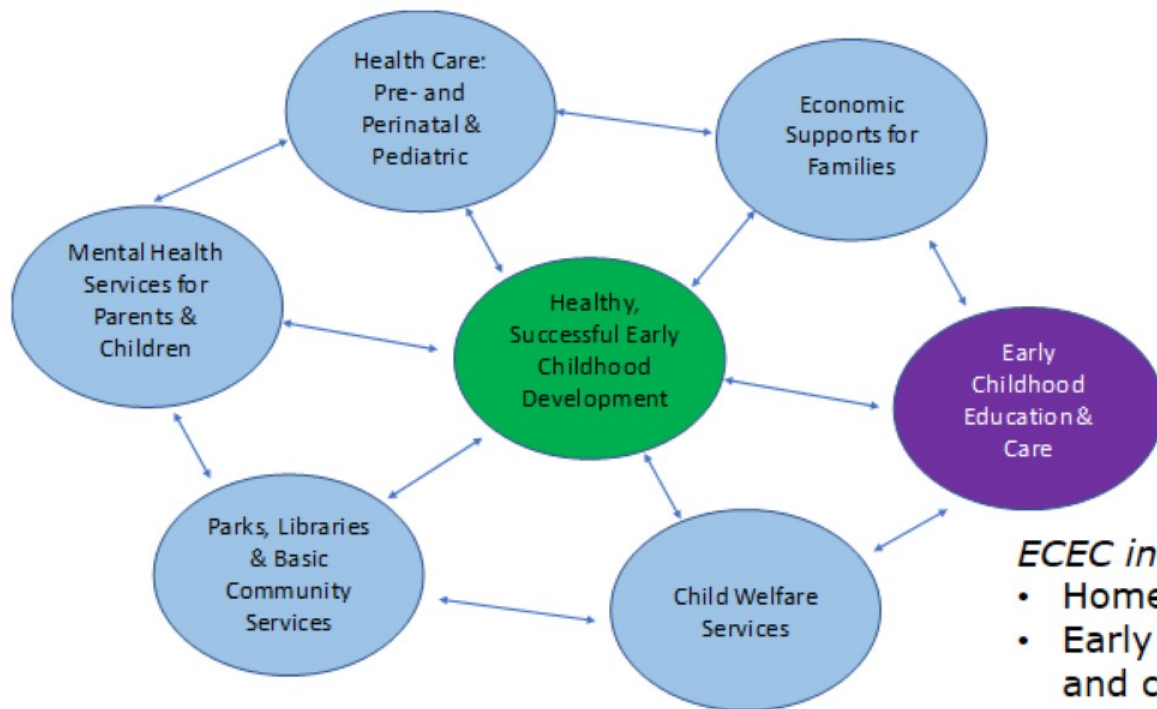 Health Care:
Pre- and
Perinatal &
Pediatric
Economic
Supports for
Families
Mental Health
Services for
Parents &
Children
Healthy,
Successful Early
Childhood
Development
Early
Childhood
Education &
Care
Parks, Libraries
& Basic
Community
Services
Child Welfare
Services
ECEC in
• Home
• Early
and